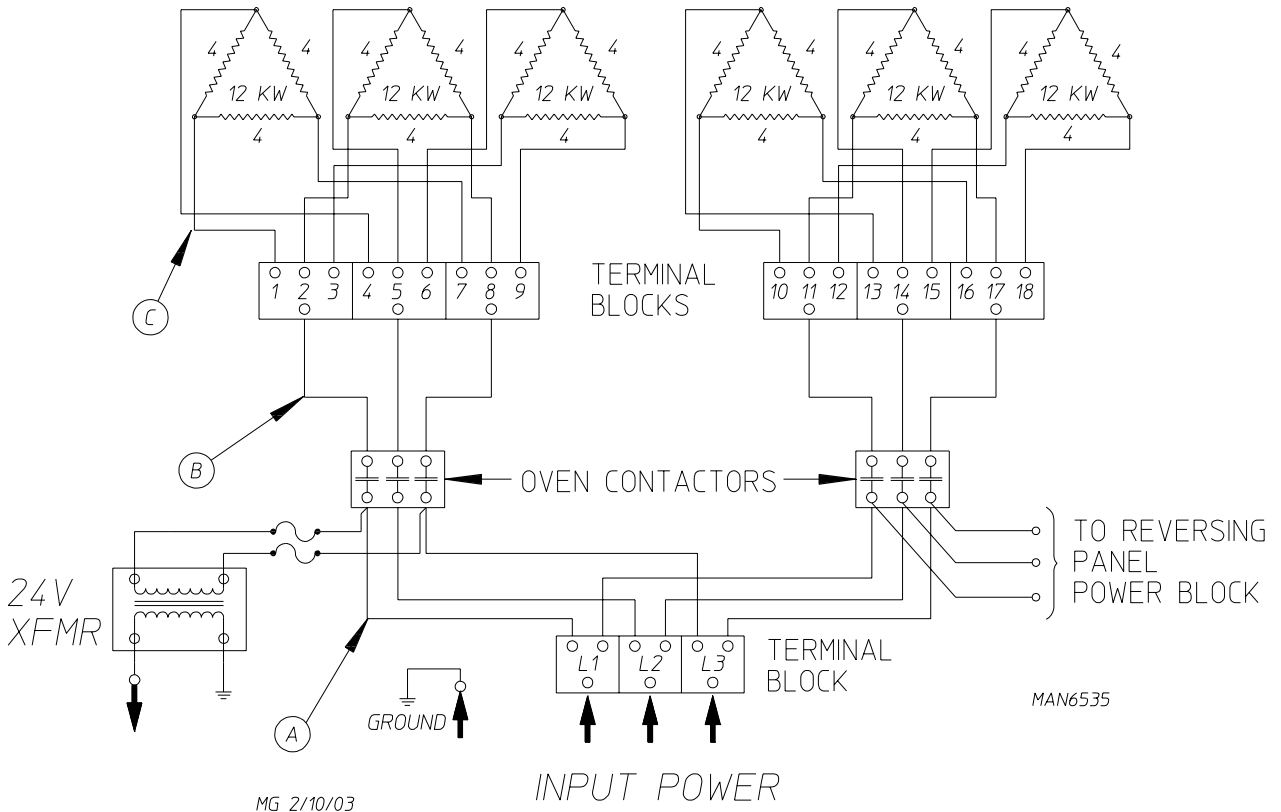 4 4 4 4 4 4 4 4 4 4 4 4
12 KW 12 KW 12 KW 12 KW 12 KW 12 KW
4 4 4 4 4 4
1 2 3 4 5 6 7 8 9
TERMINAL
BLOCKS
10 11 12 13 14 15 16 17 18
C
B
OVEN CONTACTORS
TO REVERSING
PANEL
POWER BLOCK
24V
XFMR
L1 L2 L3
TERMINAL
BLOCK
GROUND
A
MAN6535
INPUT POWER
MG 2/10/03